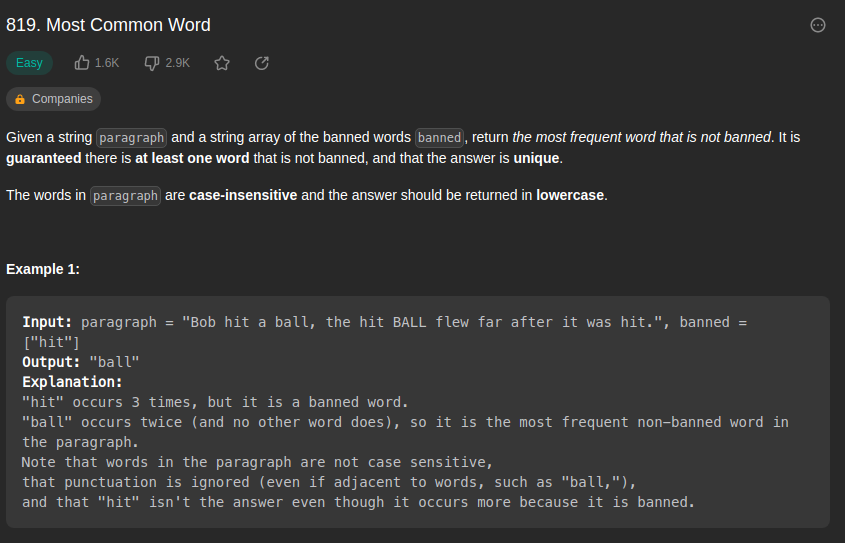 819. Most Common Word
Easy 1.6K 2.9K
Companies
Given a string paragraph and a string array of the banned words banned, return the most frequent word that is not banned. It is
guaranteed there is at least one word that is not banned, and that the answer is unique.
The words in paragraph are case-insensitive and the answer should be returned in lowercase.
Example 1:
Input: paragraph = "Bob hit a ball, the hit BALL flew far after it was hit.", banned =
["hit"]
Output: "ball"
Explanation:
"hit" occurs 3 times, but it is a banned word.
"ball" occurs twice (and no other word does), so it is the most frequent non-banned word in
the paragraph.
Note that words in the paragraph are not case sensitive,
that punctuation is ignored (even if adjacent to words, such as "ball,"),
and that "hit" isn't the answer even though it occurs more because it is banned.